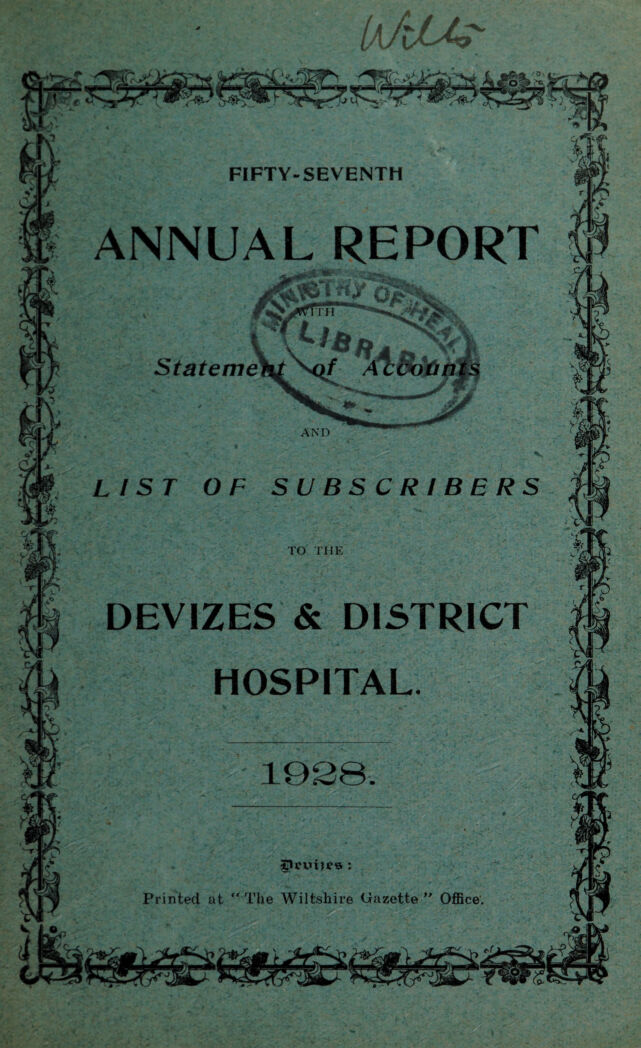 Wilts
FIFTY-SEVENTH
ANNUAL REPORT
WITH
MINISTRY OF HEAL
LIBRARY
Statement of Accounts
AND
LIST OF SUBSCRIBERS
TO THE
DEVIZES & DISTRICT
HOSPITAL.
1928.
Devizes:
Printed at "The Wiltshire Gazette" Office.